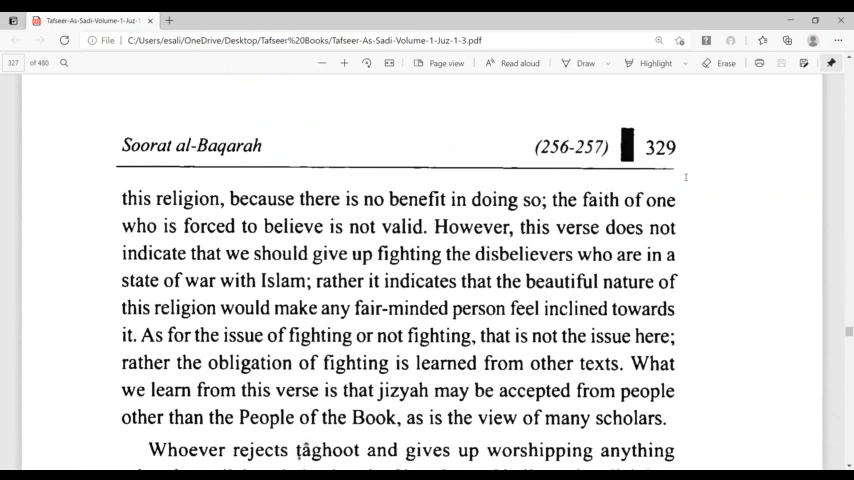 Tafseer-As-Sadi-Volume-1-Juz-1
File | C:/Users/esali/OneDrive/Desktop/Tafseer%20Books/Tafseer-As-Sadi-Volume-1-Juz-1-3.pdf
327 of 480 Page view Read aloud Draw Highlight Erase
Soorat al-Baqarah (256-257) 329
this religion, because there is no benefit in doing so; the faith of one
who is forced to believe is not valid. However, this verse does not
indicate that we should give up fighting the disbelievers who are in a
state of war with Islam; rather it indicates that the beautiful nature of
this religion would make any fair-minded person feel inclined towards
it. As for the issue of fighting or not fighting, that is not the issue here;
rather the obligation of fighting is learned from other texts. What
we learn from this verse is that jizyah may be accepted from people
other than the People of the Book, as is the view of many scholars.
Whoever rejects tâghoot and gives up worshipping anything